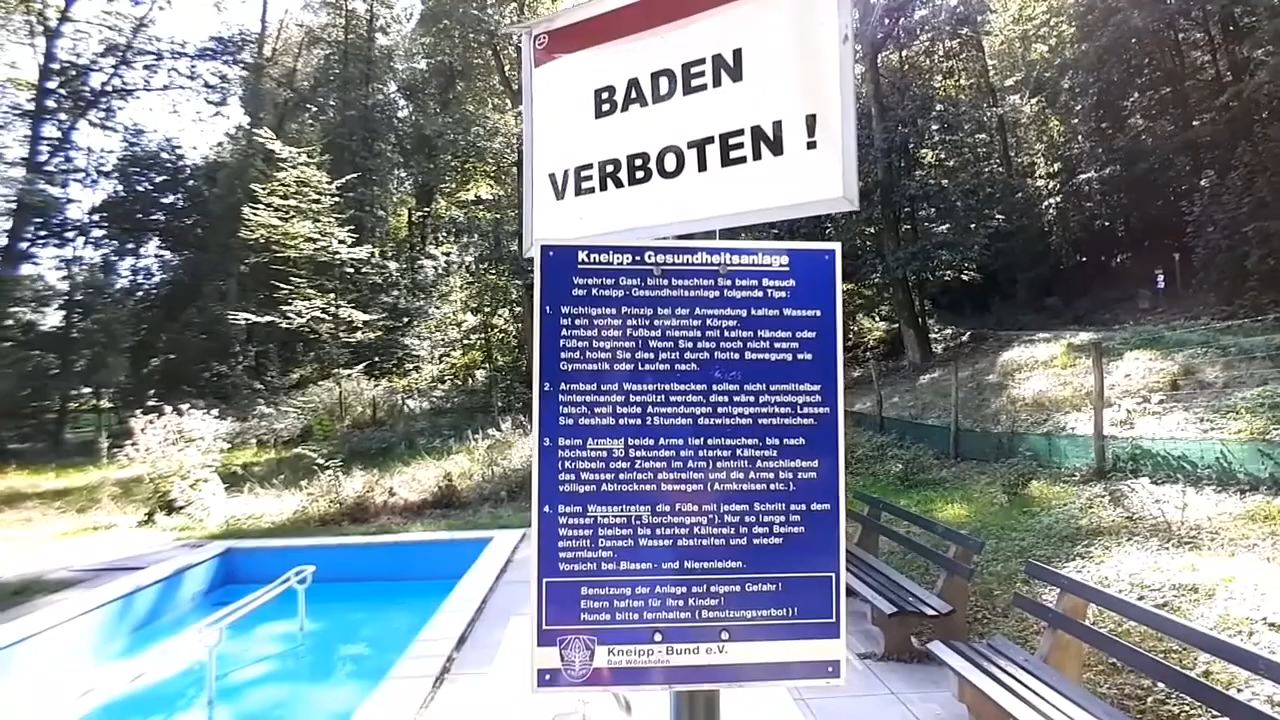 BADEN
VERBOTEN !
Kneipp - Gesundheitsanlage
Verehrter Gast, bitte beachten Sie beim Besuch
der Kneipp - Gesundheitsanlage folgende Tips:
1. Wichtigstes Prinzip bei der Anwendung kalten Wassers
ist ein vorher aktiv erwärmter Körper.
Armbad oder Fußbad niemals mit kalten Händen oder
Füßen beginnen ! Wenn Sie also noch nicht warm
sind, holen Sie dies jetzt durch flotte Bewegung wie
Gymnastik oder Laufen nach.
2. Armbad und Wassertretbecken sollen nicht unmittelbar
hintereinander benützt werden, dies wäre physiologisch
falsch, weil beide Anwendungen entgegenwirken. Lassen
Sie deshalb etwa 2 Stunden dazwischen verstreichen.
3. Beim Armbad beide Arme tief eintauchen, bis nach
höchstens 30 Sekunden ein starker Kältereiz
( Kribbeln oder Ziehen im Arm ) eintritt. Anschließend
das Wasser einfach abstreifen und die Arme bis zum
völligen Abtrocknen bewegen ( Armkreisen etc. ).
4. Beim Wassertreten die Füße mit jedem Schritt aus dem
Wasser heben ( „Storchengang" ). Nur so lange im
Wasser bleiben bis starker Kältereiz in den Beinen
eintritt. Danach Wasser abstreifen und wieder
warmlaufen.
Vorsicht bei Blasen - und Nierenleiden.
Benutzung der Anlage auf eigene Gefahr !
Eltern haften für ihre Kinder !
Hunde bitte fernhalten ( Benutzungsverbot ) !
Kneipp - Bund e.V.
Bad Wörishofen